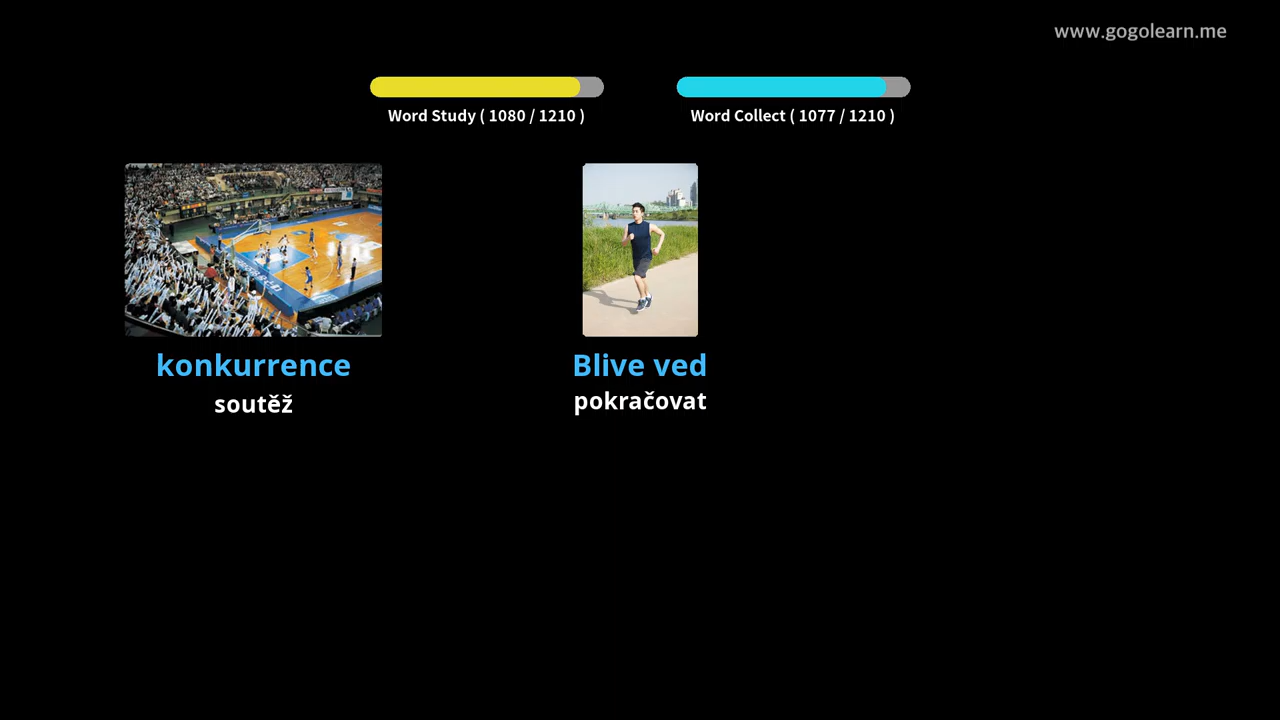 www.gogolearn.me
Word Study ( 1080 / 1210 )
Word Collect ( 1077 / 1210 )
konkurrence
soutěž
Blive ved
pokračovat